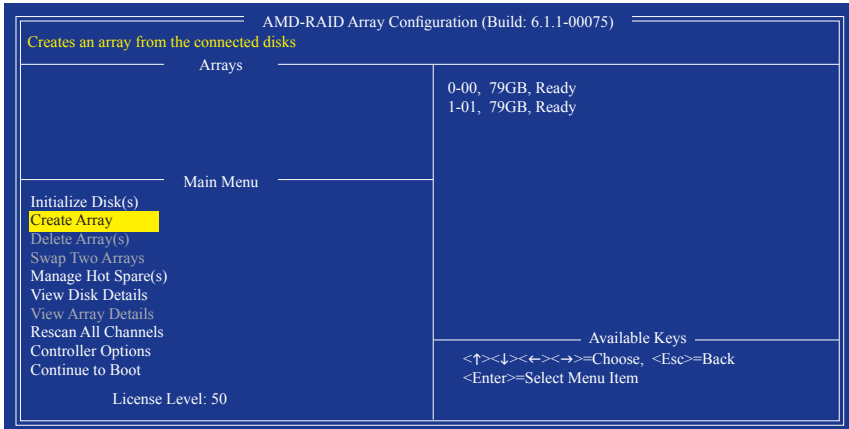 AMD-RAID Array Configuration (Build: 6.1.1-00075)
Creates an array from the connected disks
Arrays
0-00, 79GB, Ready
1-01, 79GB, Ready
Main Menu
Initialize Disk(s)
Create Array
Delete Array(s)
Swap Two Arrays
Manage Hot Spare(s)
View Disk Details
View Array Details
Rescan All Channels
Controller Options
Continue to Boot
License Level: 50
Available Keys
<↑><↓><←><→>=Choose, <Esc>=Back
<Enter>=Select Menu Item